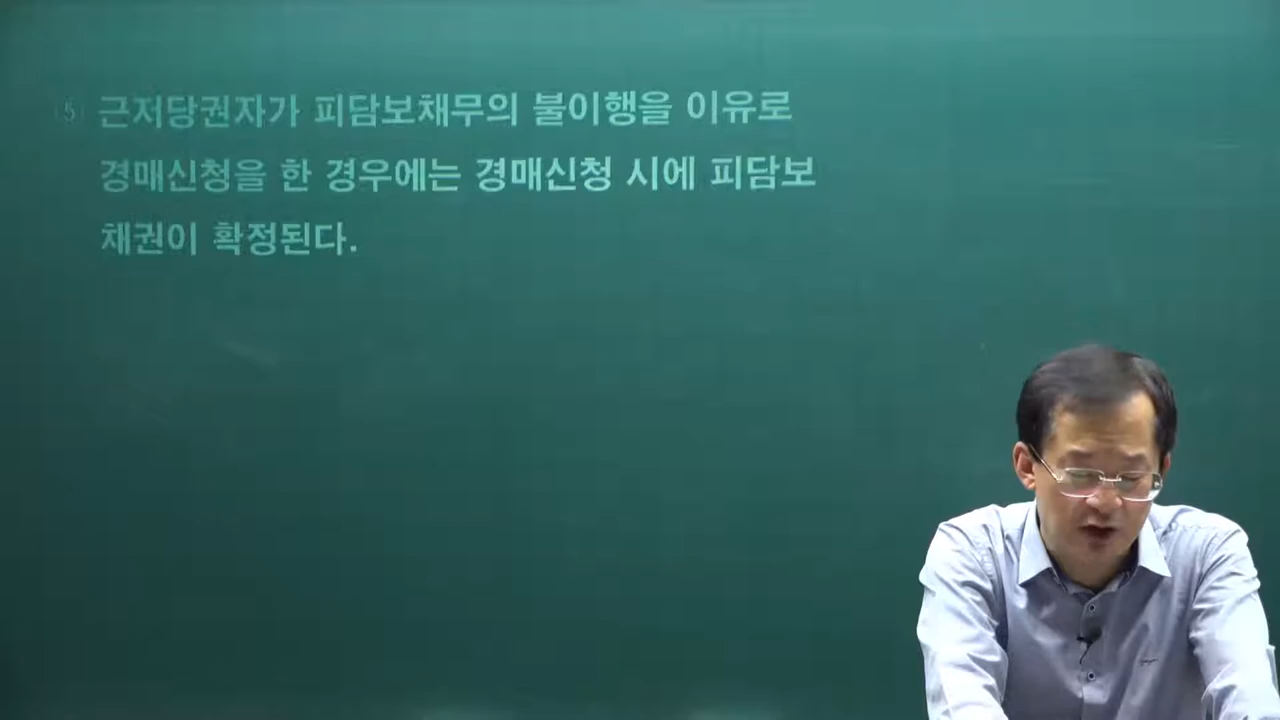 (5) 근저당권자가 피담보채무의 불이행을 이유로
경매신청을 한 경우에는 경매신청 시에 피담보
채권이 확정된다.